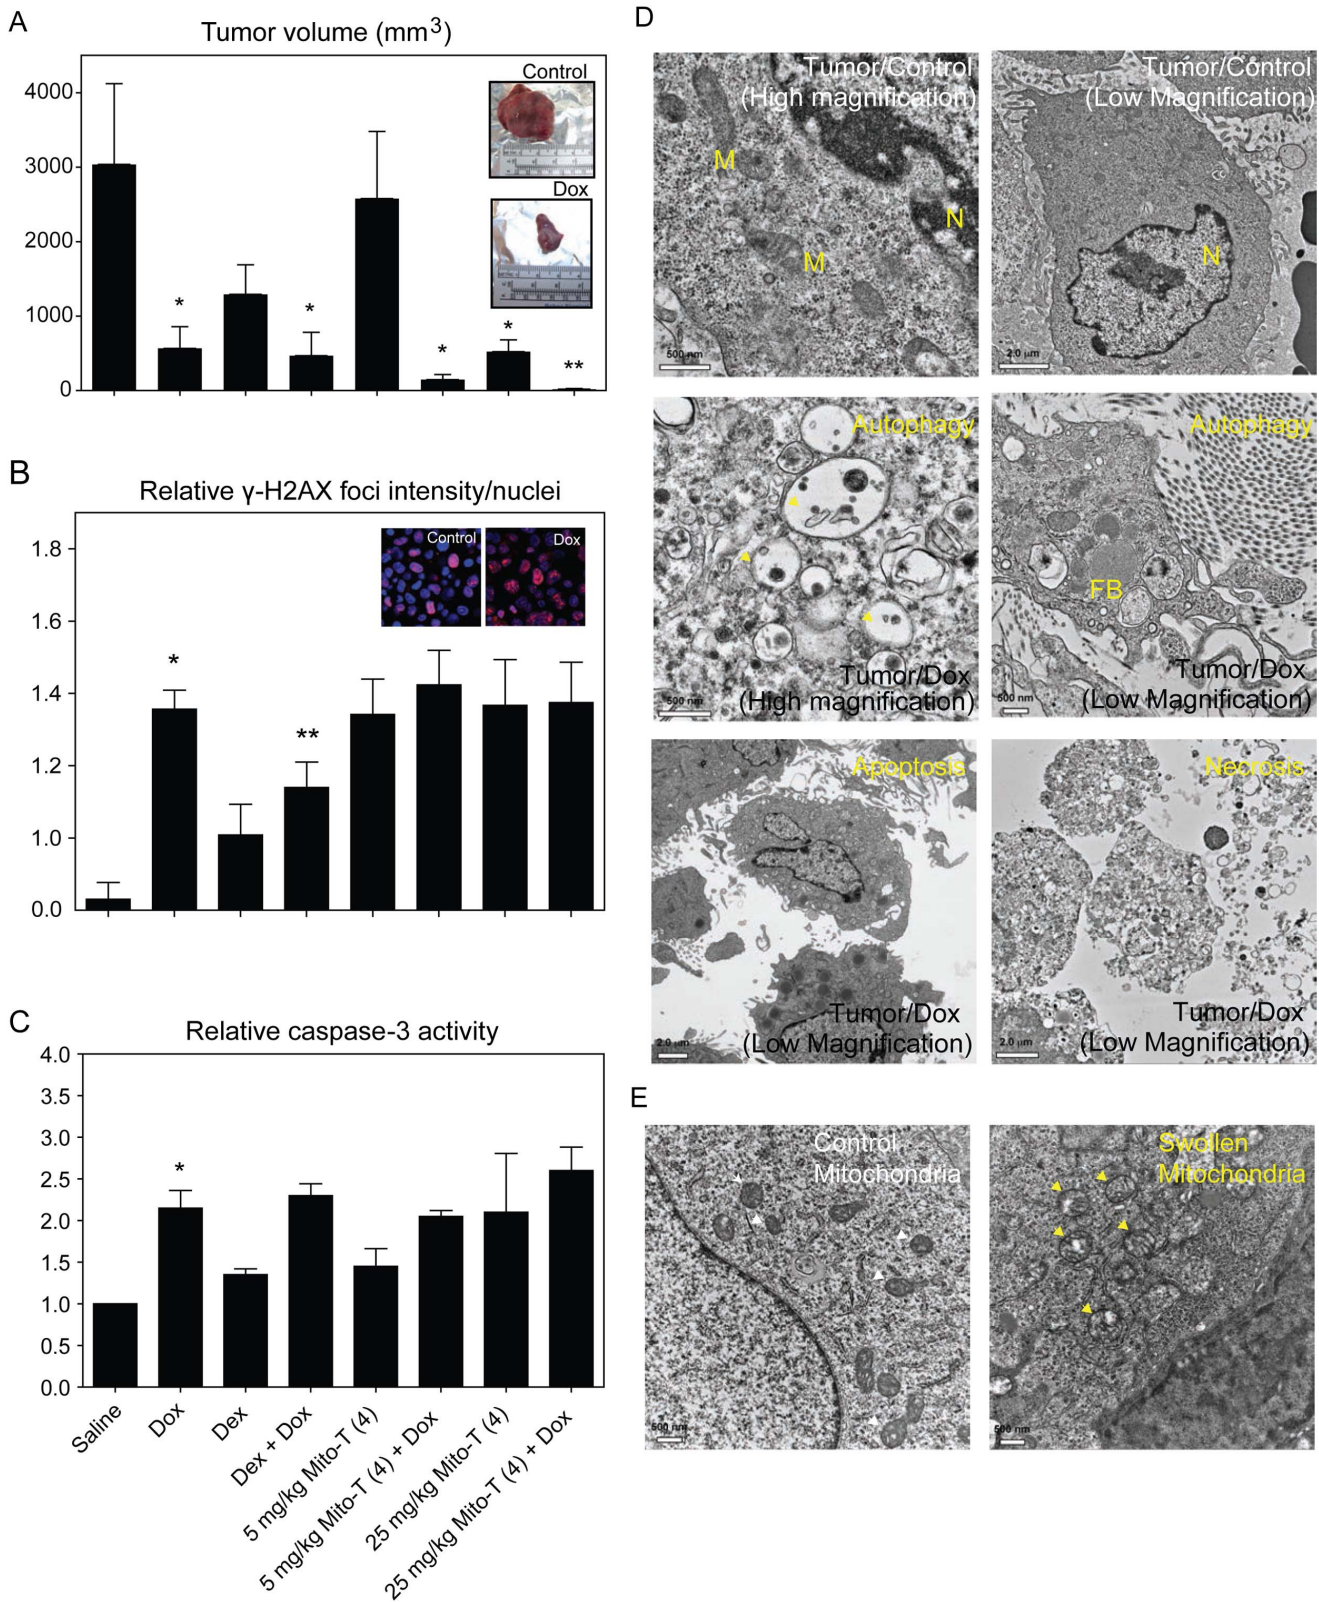 A
Tumor volume (mm3)
4000
3000
2000
1000
0
*
*
*
*
**
Control
Dox
B
Relative γ-H2AX foci intensity/nuclei
1.8
1.6
1.4
1.2
1.0
0.0
*
**
Control
Dox
C
Relative caspase-3 activity
4.0
3.5
3.0
2.5
2.0
1.5
1.0
0.5
0
*
Saline
Dox
Dex
Dex + Dox
5 mg/kg Mito-T (4)
5 mg/kg Mito-T (4) + Dox
25 mg/kg Mito-T (4)
25 mg/kg Mito-T (4) + Dox
D
Tumor/Control
(High magnification)
M
M
N
500 nm
Tumor/Control
(Low Magnification)
N
2.0 µm
Autophagy
Tumor/Dox
(High magnification)
500 nm
Autophagy
FB
Tumor/Dox
(Low Magnification)
500 nm
Apoptosis
Tumor/Dox
(Low Magnification)
2.0 µm
Necrosis
Tumor/Dox
(Low Magnification)
2.0 µm
E
Control
Mitochondria
500 nm
Swollen
Mitochondria
500 nm